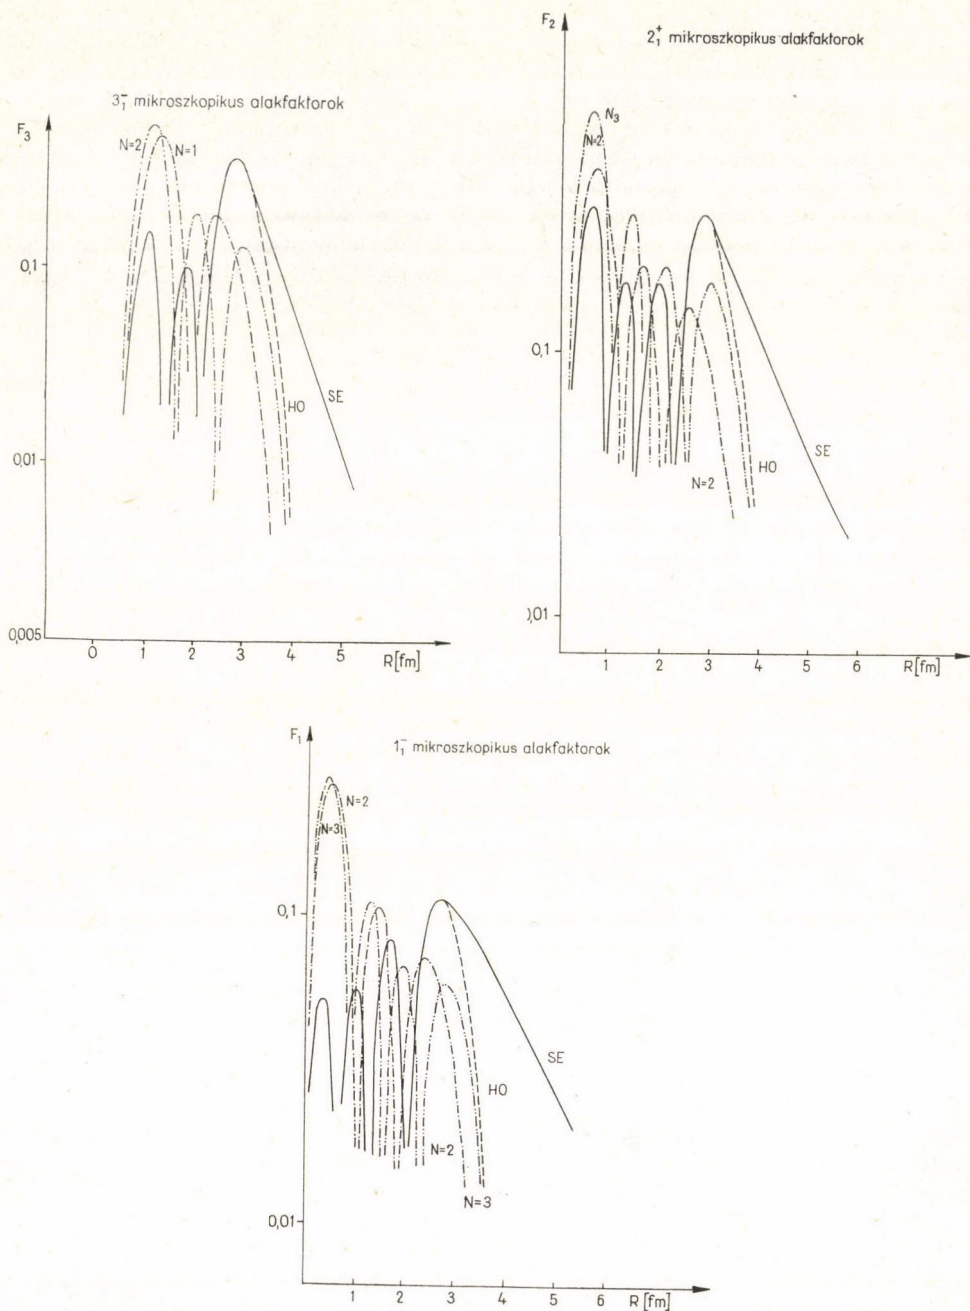 3₁⁻ mikroszkopikus alakfaktorok
F₃
N=2
N=1
0,1
0,01
0,005
HO
SE
0 1 2 3 4 5 R[fm]
2₁⁺ mikroszkopikus alakfaktorok
F₂
N₃
N=2
0,1
SE
HO
N=2
0,01
1 2 3 4 5 6 R[fm]
1₁⁻ mikroszkopikus alakfaktorok
F₁
N=2
N=3
0,1
SE
HO
N=2
N=3
0,01
1 2 3 4 5 6 R[fm]